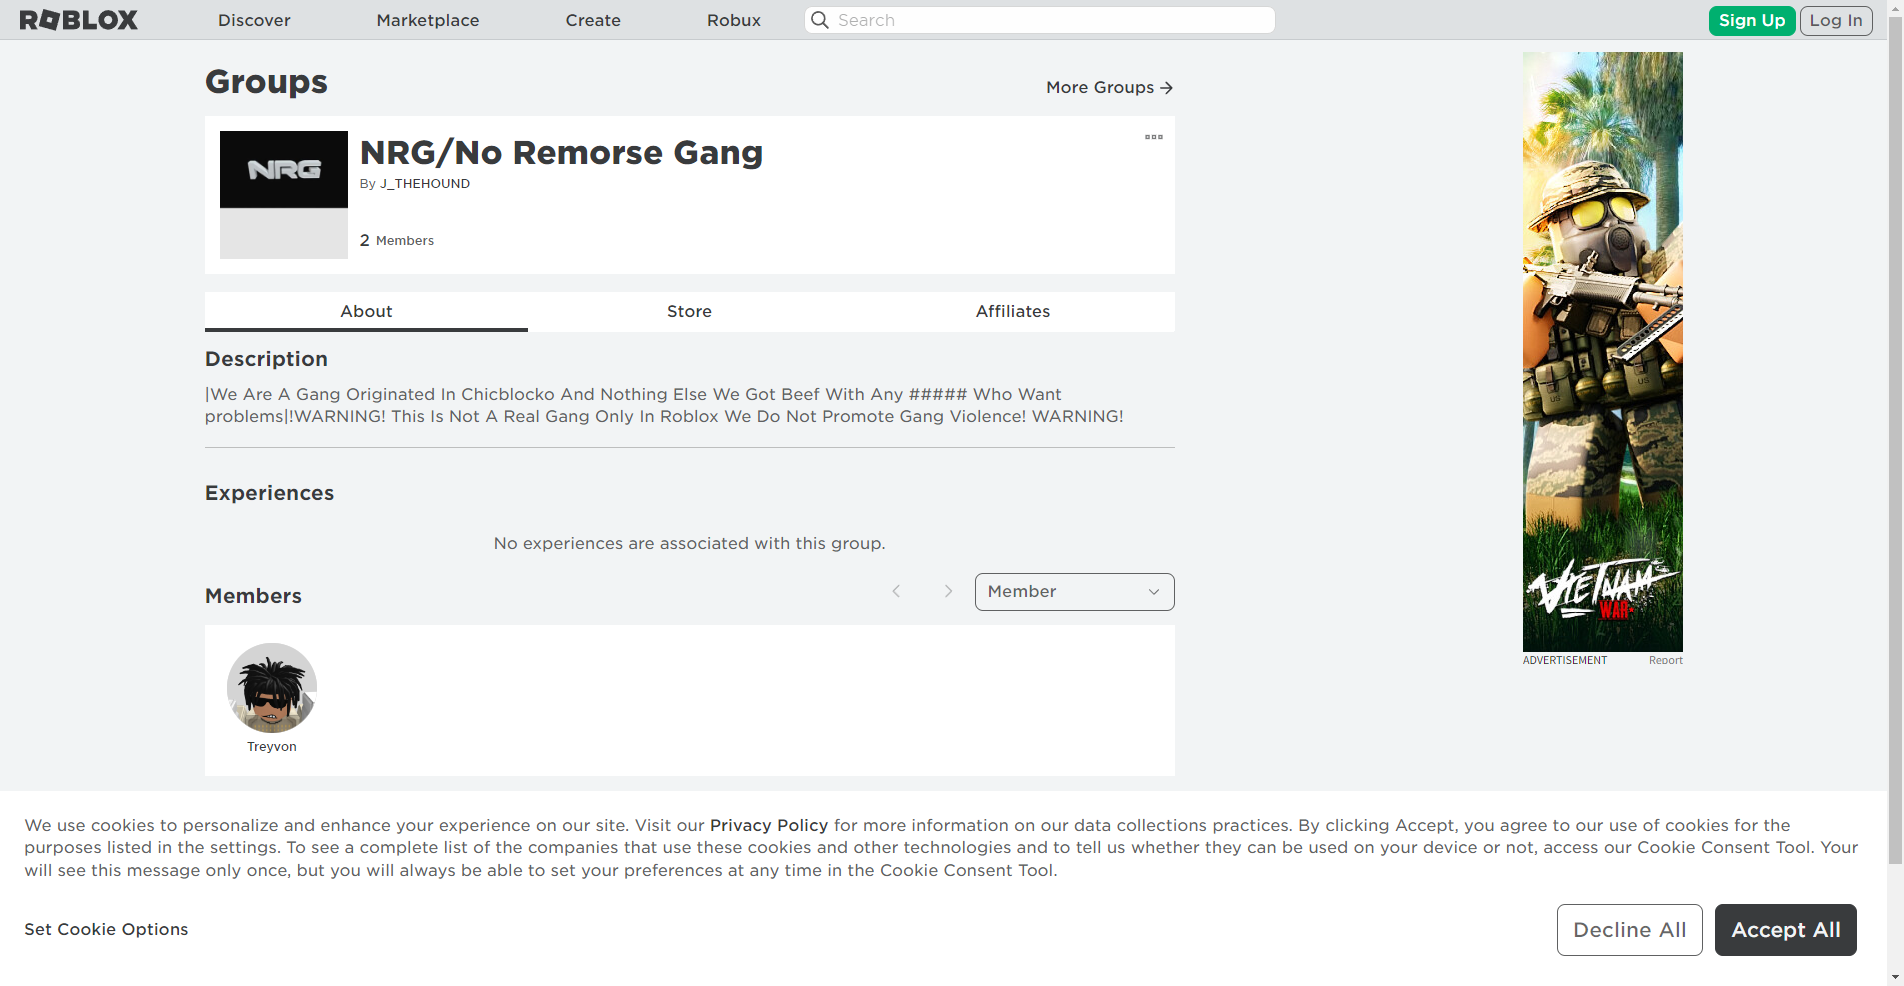 ROBLOX
Discover
Marketplace
Create
Robux
Search
Sign Up
Log In
Groups
More Groups
NRG
NRG/No Remorse Gang
By J_THEHOUND
2 Members
About
Store
Affiliates
Description
|We Are A Gang Originated In Chicblocko And Nothing Else We Got Beef With Any ##### Who Want
problems|!WARNING! This Is Not A Real Gang Only In Roblox We Do Not Promote Gang Violence! WARNING!
Experiences
No experiences are associated with this group.
Members
Member
Treyvon
US
US
VIETNAM
WAR
ADVERTISEMENT
Report
We use cookies to personalize and enhance your experience on our site. Visit our Privacy Policy for more information on our data collections practices. By clicking Accept, you agree to our use of cookies for the
purposes listed in the settings. To see a complete list of the companies that use these cookies and other technologies and to tell us whether they can be used on your device or not, access our Cookie Consent Tool. Your
will see this message only once, but you will always be able to set your preferences at any time in the Cookie Consent Tool.
Set Cookie Options
Decline All
Accept All